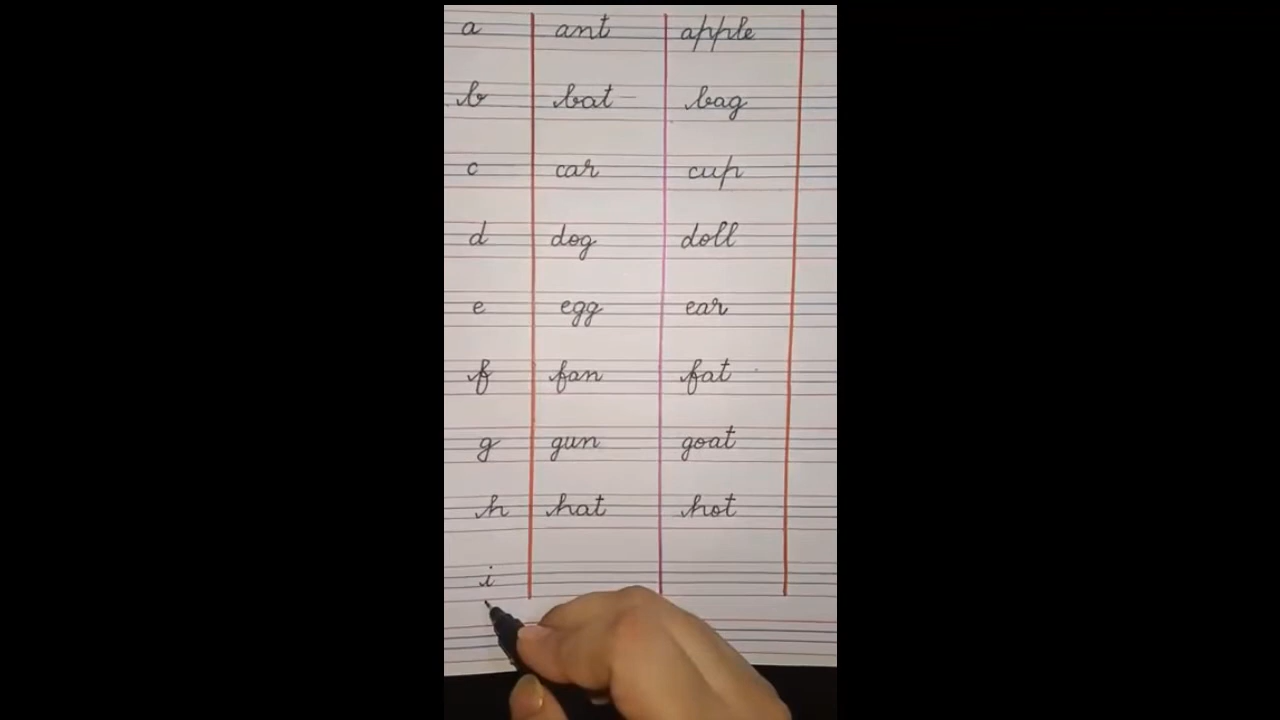 a ant apple
b bat bag
c car cup
d dog doll
e egg ear
f fan fat
g gun goat
h hat hot
i